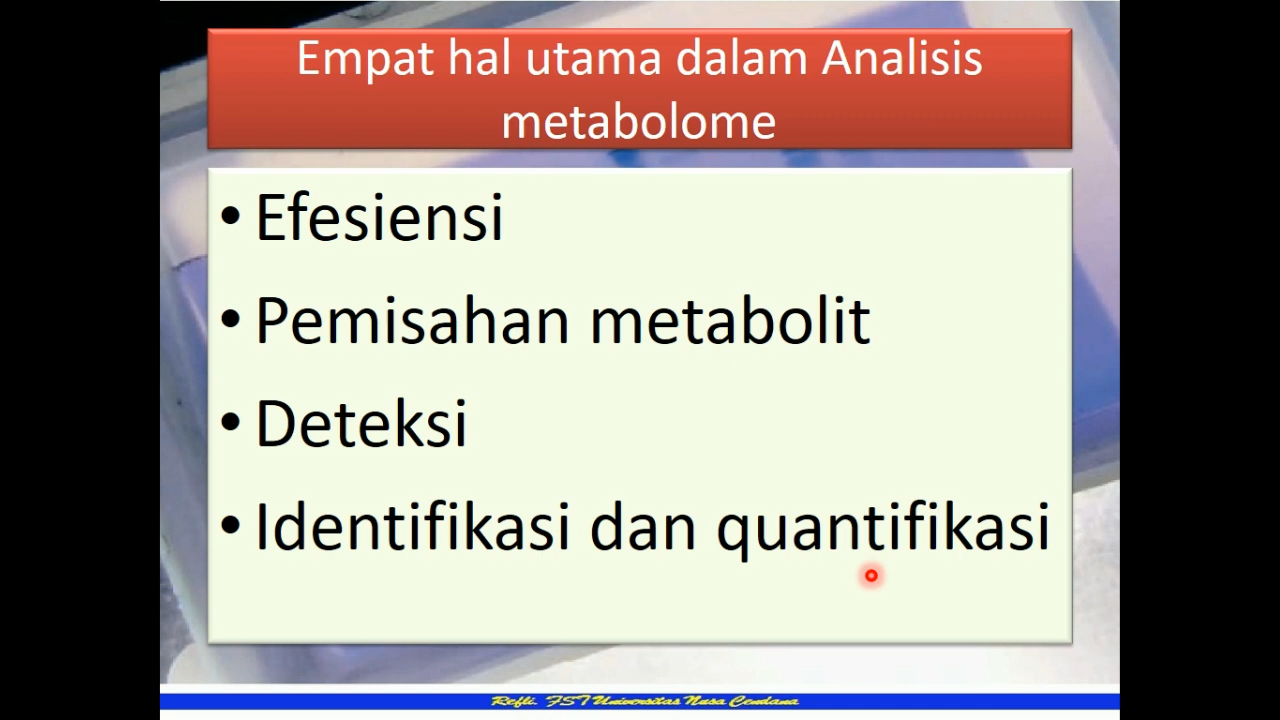 Empat hal utama dalam Analisis
metabolome
• Efesiensi
• Pemisahan metabolit
• Deteksi
• Identifikasi dan quantifikasi
Refli. FST Universitas Nusa Cendana